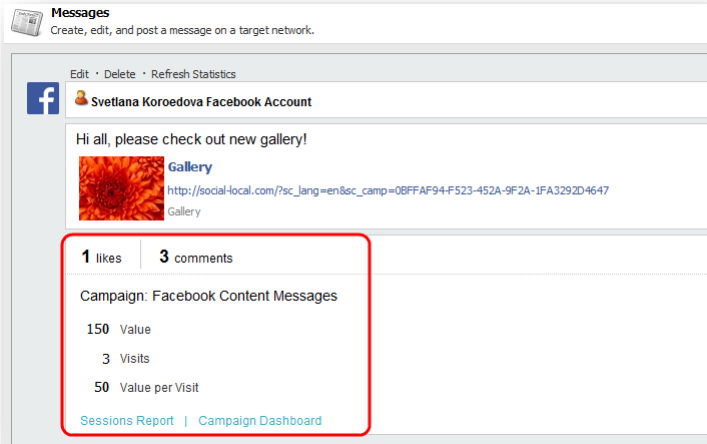 Messages
Create, edit, and post a message on a target network.
Edit · Delete · Refresh Statistics
Svetlana Koroedova Facebook Account
Hi all, please check out new gallery!
Gallery
http://social-local.com/?sc_lang=en&sc_camp=0BFFAF94-F523-452A-9F2A-1FA3292D4647
Gallery
1 likes 3 comments
Campaign: Facebook Content Messages
150 Value
3 Visits
50 Value per Visit
Sessions Report | Campaign Dashboard